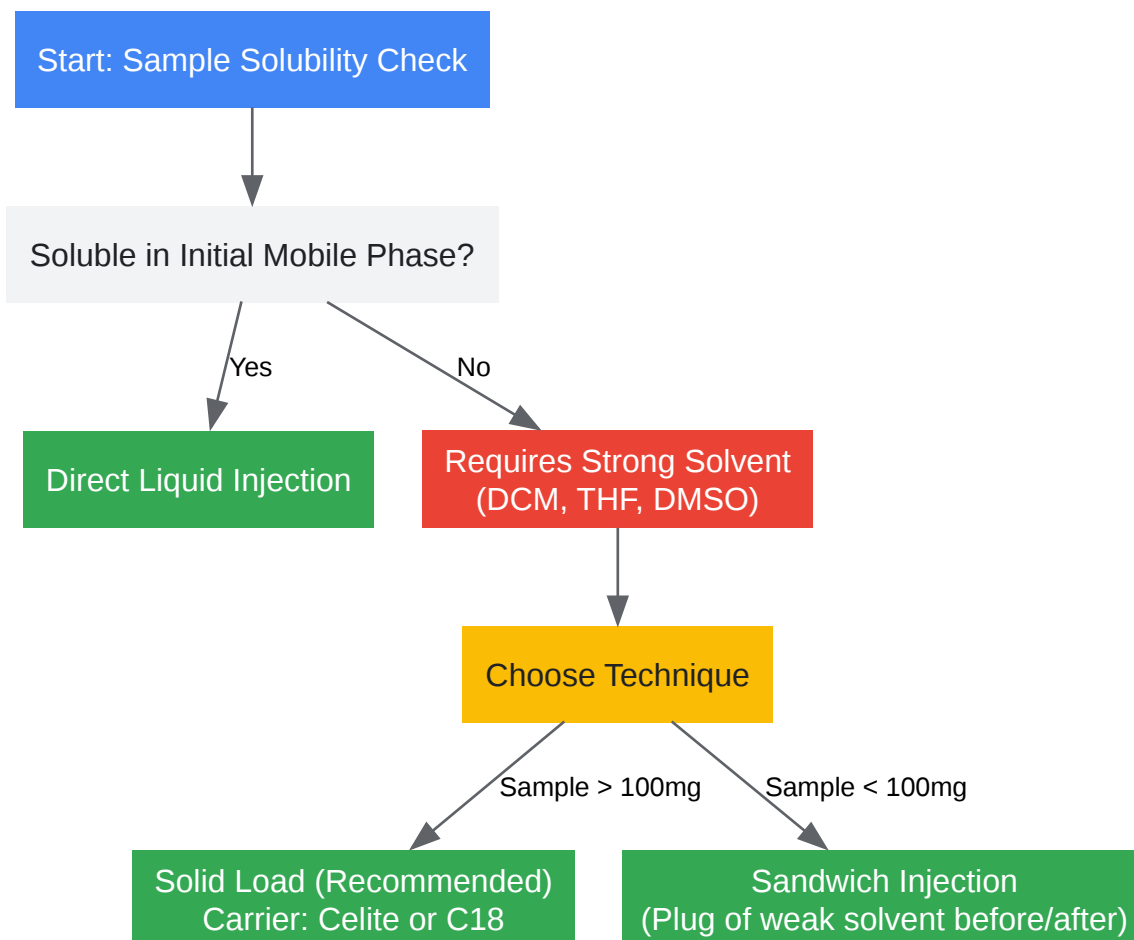 Start: Sample Solubility Check
Soluble in Initial Mobile Phase?
Yes
No
Direct Liquid Injection
Requires Strong Solvent
(DCM, THF, DMSO)
Choose Technique
Sample > 100mg
Sample < 100mg
Solid Load (Recommended)
Carrier: Celite or C18
Sandwich Injection
(Plug of weak solvent before/after)